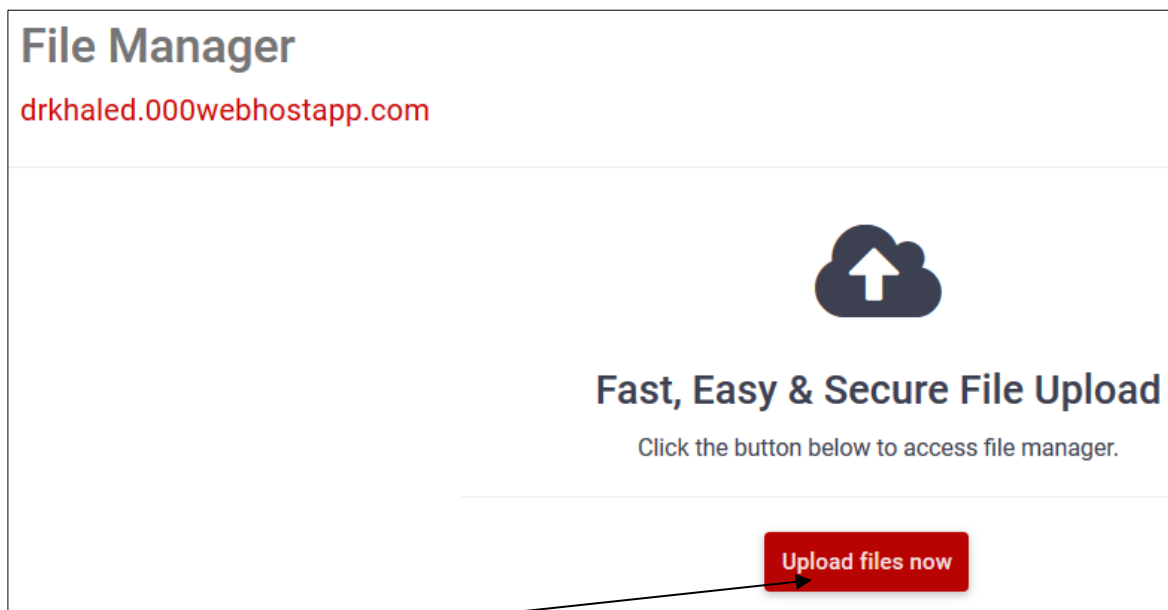 File Manager
drkhaled.000webhostapp.com
Fast, Easy & Secure File Upload
Click the button below to access file manager.
Upload files now